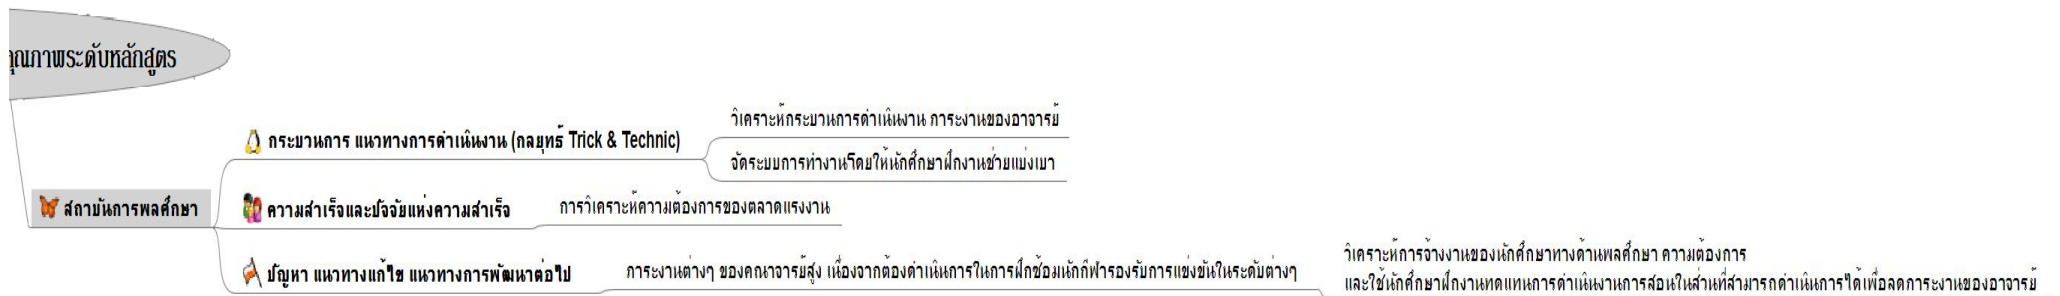 คุณภาพระดับหลักสูตร
วิเคราะห์กระบวนการดำเนินงาน ภาระงานของอาจารย์
กระบวนการ แนวทางการดำเนินงาน (กลยุทธ์ Trick & Technic)
จัดระบบการทำงานโดยให้นักศึกษาฝึกงานช่วยแบ่งเบา
สถาบันการพลศึกษา
ความสำเร็จและปัจจัยแห่งความสำเร็จ
การวิเคราะห์ความต้องการของตลาดแรงงาน
ปัญหา แนวทางแก้ไข แนวทางการพัฒนาต่อไป
ภาระงานต่างๆ ของคณาจารย์สูง เนื่องจากต้องดำเนินการในการฝึกซ้อมนักกีฬารองรับการแข่งขันในระดับต่างๆ
วิเคราะห์การจ้างงานของนักศึกษาทางด้านพลศึกษา ความต้องการ
และใช้นักศึกษาฝึกงานทดแทนการดำเนินงานการสอนในส่วนที่สามารถดำเนินการได้เพื่อลดภาระงานของอาจารย์